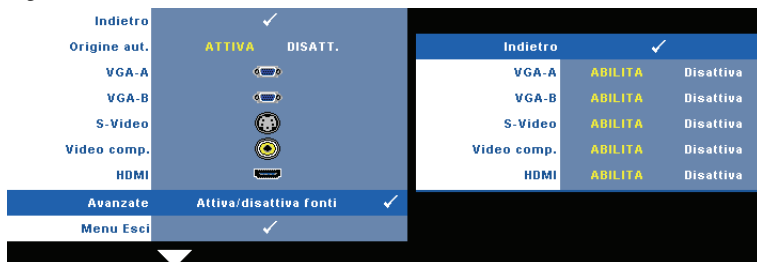 Indietro
Origine aut. ATTIVA DISATT.
VGA-A
VGA-B
S-Video
Video comp.
HDMI
Avanzate Attiva/disattiva fonti
Menu Esci
Indietro
VGA-A ABILITA Disattiva
VGA-B ABILITA Disattiva
S-Video ABILITA Disattiva
Video comp. ABILITA Disattiva
HDMI ABILITA Disattiva